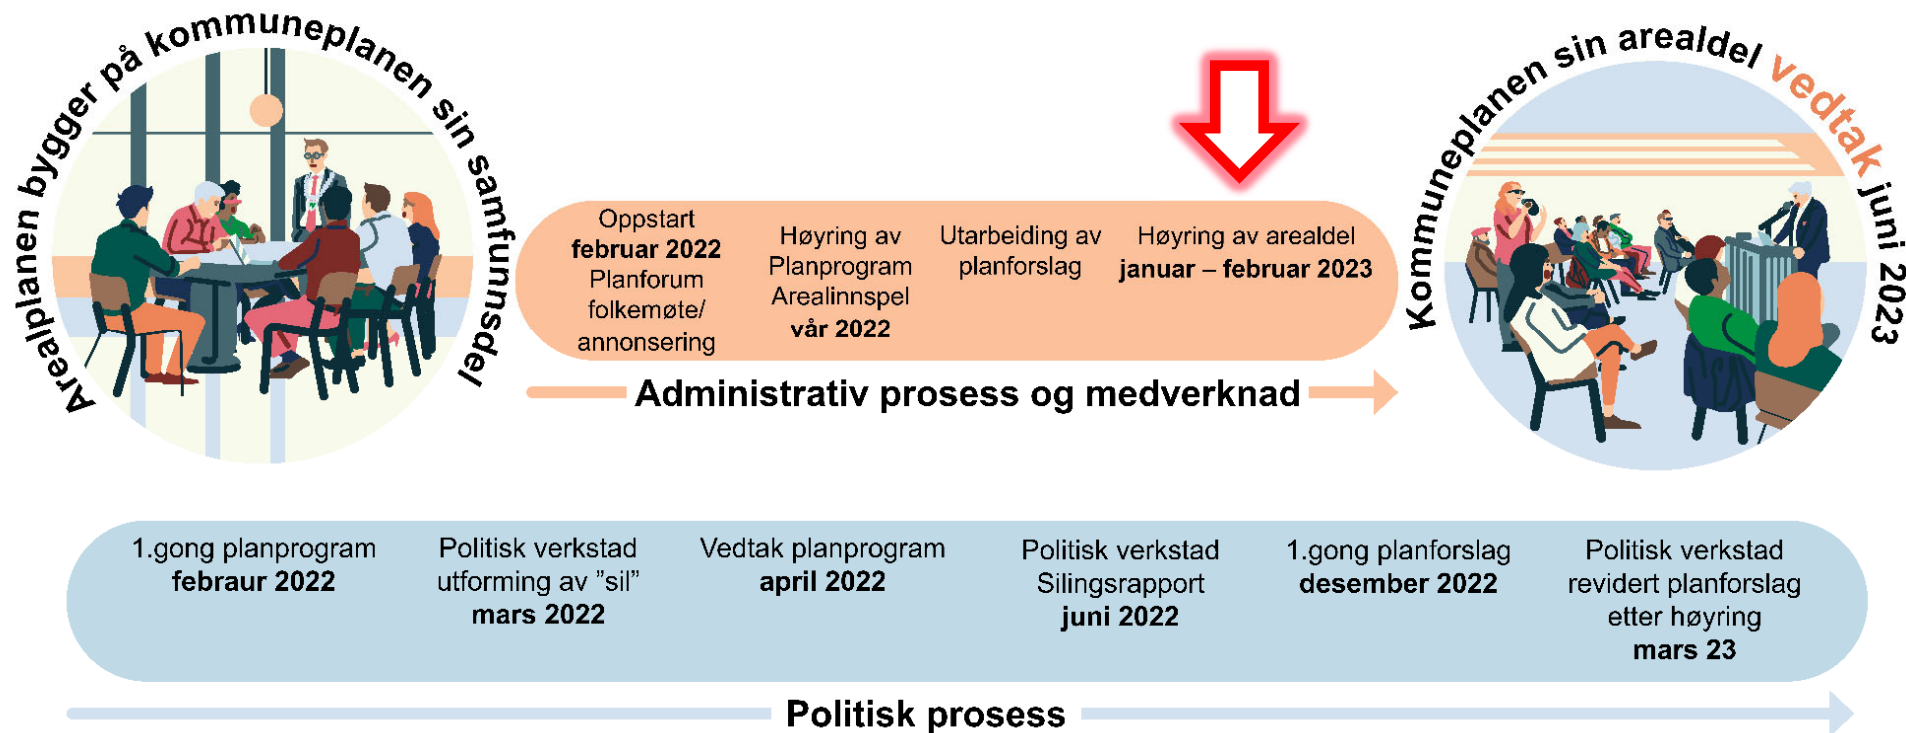 Arealplanen bygger på kommuneplanen sin samfunnsdel
Oppstart
februar 2022
Planforum
folkemøte/
annonsering
Høyring av
Planprogram
Arealinnspel
vår 2022
Utarbeiding av
planforslag
Høyring av arealdel
januar – februar 2023
Administrativ prosess og medverknad
Kommuneplanen sin arealdel vedtak juni 2023
1.gong planprogram
febraur 2022
Politisk verkstad
utforming av ”sil”
mars 2022
Vedtak planprogram
april 2022
Politisk verkstad
Silingsrapport
juni 2022
1.gong planforslag
desember 2022
Politisk verkstad
revidert planforslag
etter høyring
mars 23
Politisk prosess